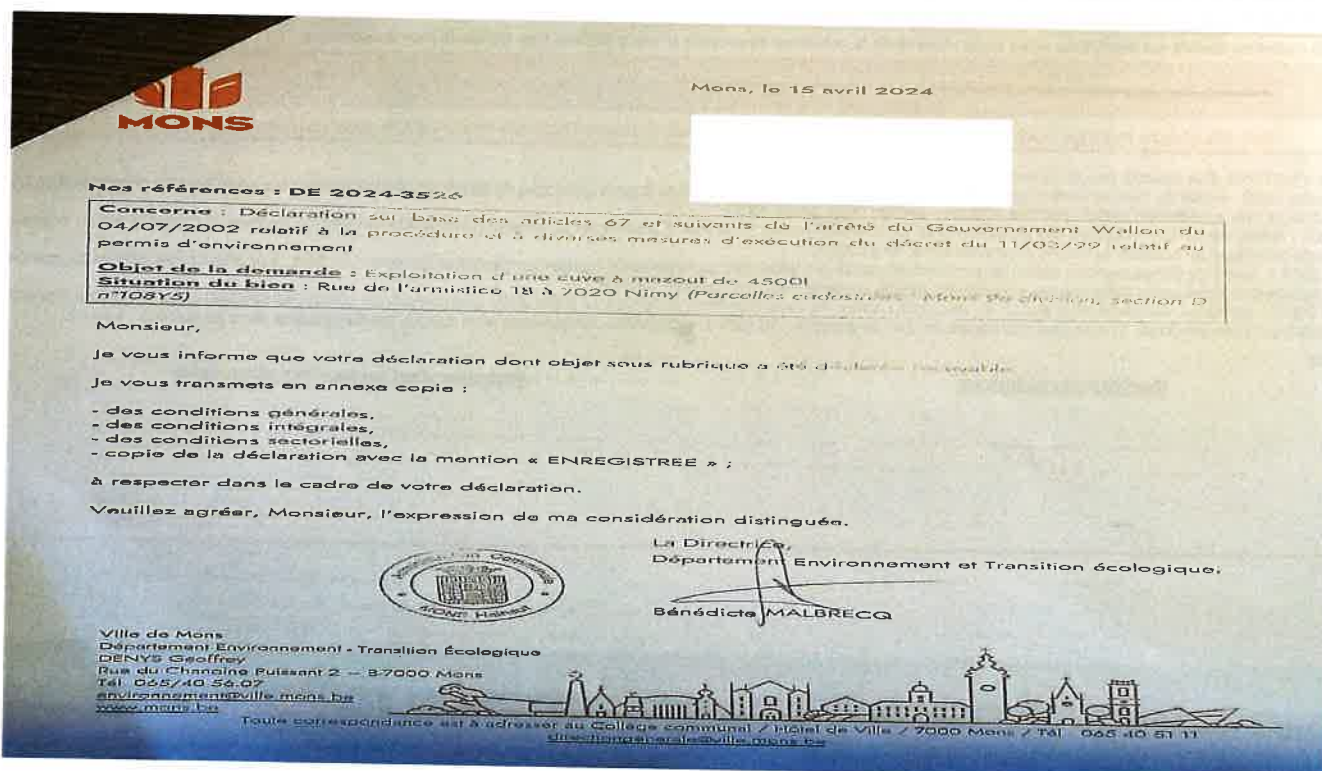 MONS
Mons, le 15 avril 2024
Nos références : DE 2024-3526
Concerne : Déclaration sur base des articles 67 et suivants de l'arrêté du Gouvernement Wallon du
04/07/2002 relatif à la procédure et à diverses mesures d'exécution du décret du 11/03/99 relatif au
permis d'environnement
Objet de la demande : Exploitation d'une cuve à mazout de 4500l
Situation du bien : Rue de l'armistice 18 à 7020 Nimy (Parcelles cadastrales : Mons 9e division, section D
n°108Y5)
Monsieur,
Je vous informe que votre déclaration dont objet sous rubrique a été déclarée recevable.
Je vous transmets en annexe copie :
- des conditions générales,
- des conditions intégrales,
- des conditions sectorielles,
- copie de la déclaration avec la mention « ENREGISTREE » ;
à respecter dans le cadre de votre déclaration.
Veuillez agréer, Monsieur, l'expression de ma considération distinguée.
La Directrice,
Département Environnement et Transition écologique,
Bénédicte MALBRECQ
Administration Communale
MONS Hainaut
Ville de Mons
Département Environnement - Transition Écologique
DENYS Geoffrey
Rue du Chanoine Puissant 2 – B-7000 Mons
Tél 065/40 56.07
environnement@ville.mons.be
www.mons.be
Toute correspondance est à adresser au Collège communal / Hôtel de Ville / 7000 Mons / Tél 065 40 51 11
directiongenerale@ville.mons.be